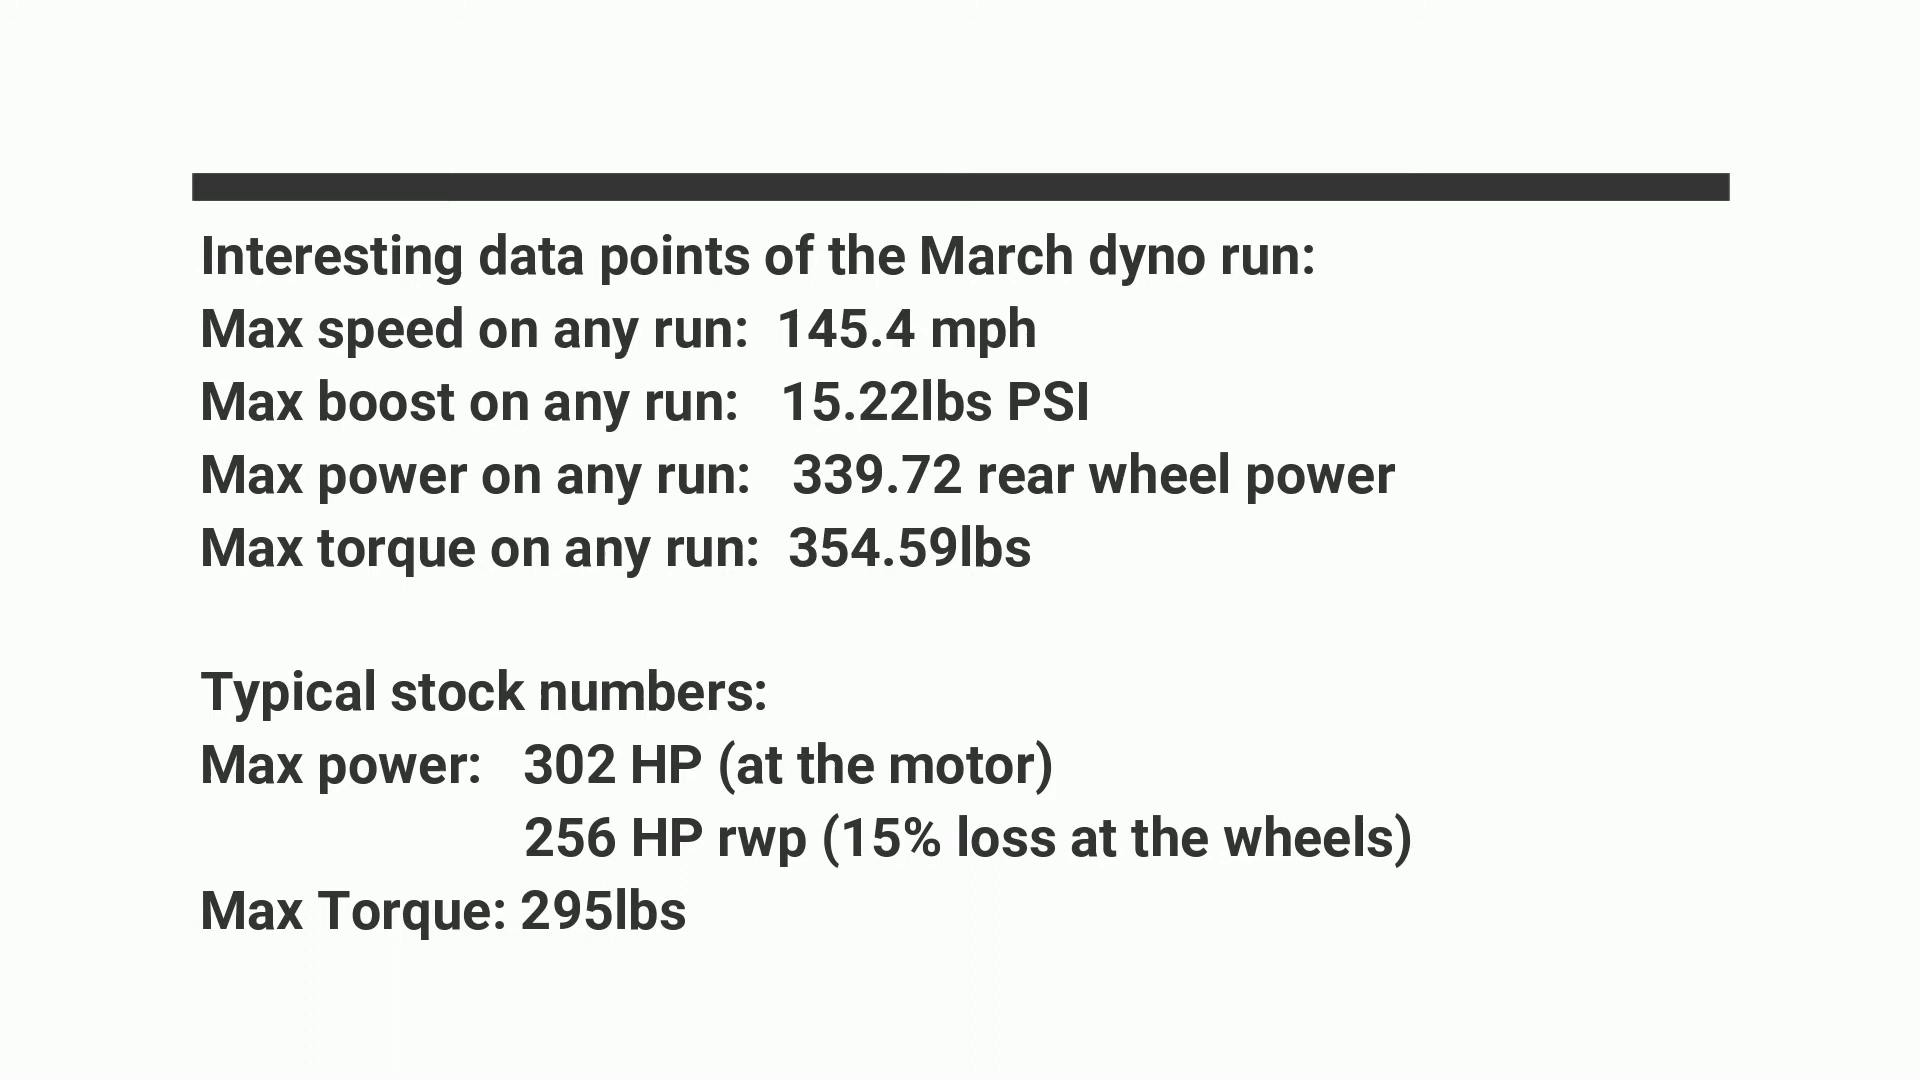 Interesting data points of the March dyno run:
Max speed on any run: 145.4 mph
Max boost on any run: 15.22lbs PSI
Max power on any run: 339.72 rear wheel power
Max torque on any run: 354.59lbs
Typical stock numbers:
Max power: 302 HP (at the motor)
256 HP rwp (15% loss at the wheels)
Max Torque: 295lbs